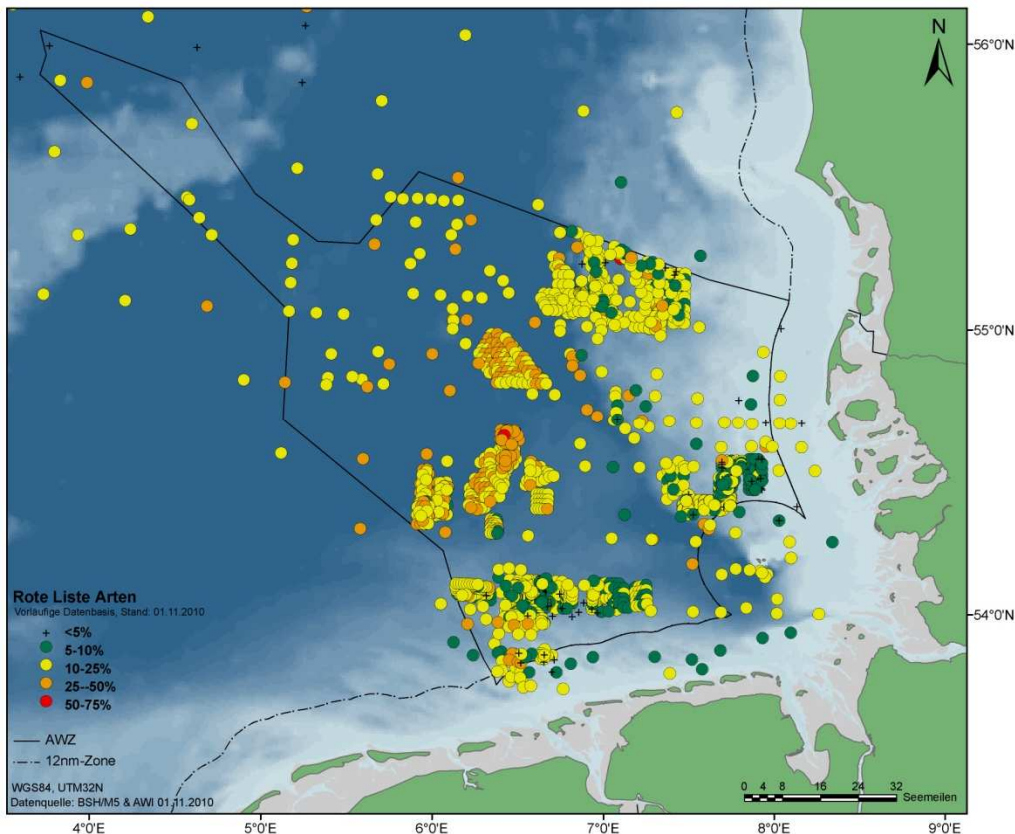 N
56°0'N
55°0'N
54°0'N
Rote Liste Arten
Vorläufige Datenbasis, Stand: 01.11.2010
<5%
5-10%
10-25%
25--50%
50-75%
AWZ
12nm-Zone
WGS84, UTM32N
Datenquelle: BSH/M5 & AWI 01.11.2010
0 4 8 16 24 32
Seemeilen
4°0'E 5°0'E 6°0'E 7°0'E 8°0'E 9°0'E